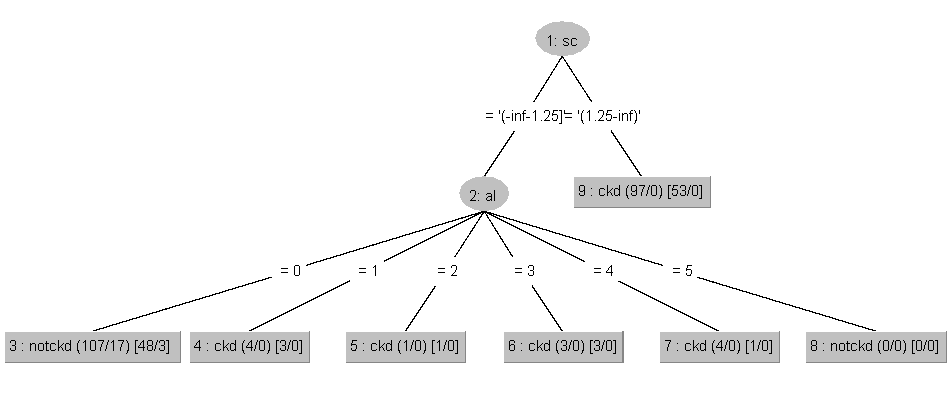 1: sc
= '(-inf-1.25]'
= '(1.25-inf)'
2: al
9 : ckd (97/0) [53/0]
= 0
= 1
= 2
= 3
= 4
= 5
3 : notckd (107/17) [48/3]
4 : ckd (4/0) [3/0]
5 : ckd (1/0) [1/0]
6 : ckd (3/0) [3/0]
7 : ckd (4/0) [1/0]
8 : notckd (0/0) [0/0]